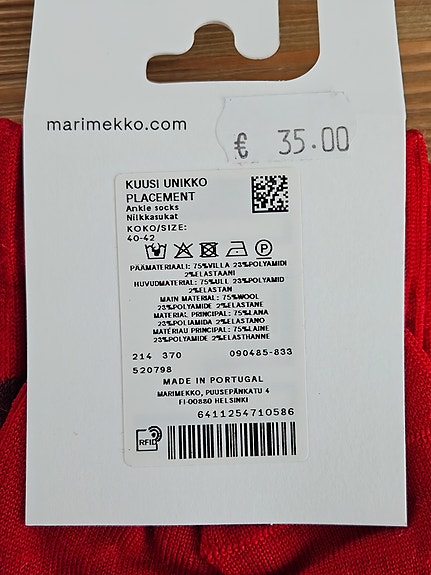 marimekko.com
€ 35.00
KUUSI UNIKKO
PLACEMENT
Ankle socks
Nilkkasukat
KOKO/SIZE:
40-42
P
PÄÄMATERIAALI: 75%VILLA 23%POLYAMIDI
2%ELASTAANI
HUVUDMATERIAL: 75%ULL 23%POLYAMID
2%ELASTAN
MAIN MATERIAL: 75%WOOL
23%POLYAMIDE 2%ELASTANE
MATERIAL PRINCIPAL: 75%LANA
23%POLIAMIDA 2%ELASTANO
MATÉRIAU PRINCIPAL: 75%LAINE
23%POLYAMIDE 2%ELASTHANNE
214 370 090485-833
520798
MADE IN PORTUGAL
MARIMEKKO, PUUSEPÄNKATU 4
FI-00880 HELSINKI
6411254710586
RFID